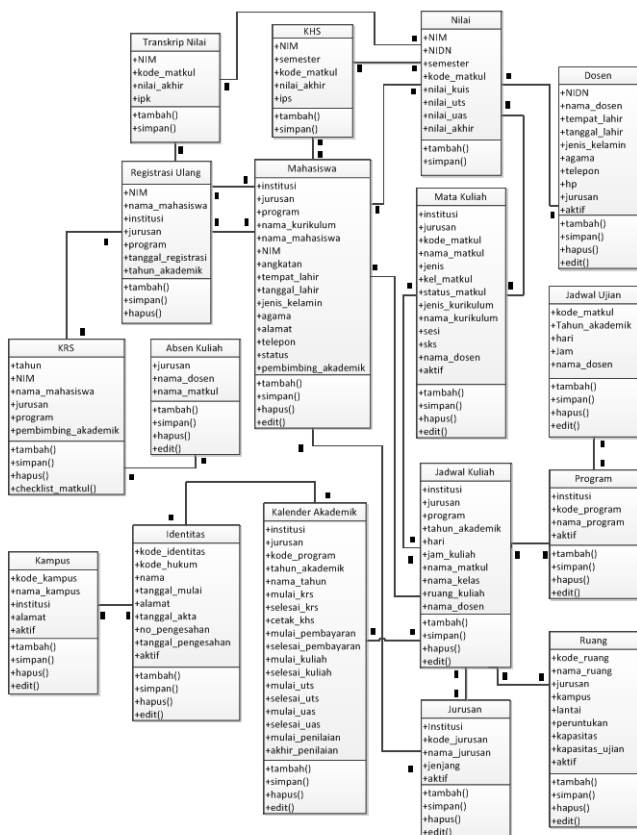 Transkrip Nilai
+NIM
+kode_matkul
+nilai_akhir
+ipk
+tambah()
+simpan()
KHS
+NIM
+semester
+kode_matkul
+nilai_akhir
+ips
+tambah()
+simpan()
Nilai
+NIM
+NIDN
+semester
+kode_matkul
+nilai_kuis
+nilai_uts
+nilai_uas
+nilai_akhir
+tambah()
+simpan()
Dosen
+NIDN
+nama_dosen
+tempat_lahir
+tanggal_lahir
+jenis_kelamin
+agama
+telepon
+hp
+jurusan
+aktif
+tambah()
+simpan()
+hapus()
+edit()
Registrasi Ulang
+NIM
+nama_mahasiswa
+institusi
+jurusan
+program
+tanggal_registrasi
+tahun_akademik
+tambah()
+simpan()
+hapus()
Mahasiswa
+institusi
+jurusan
+program
+nama_kurikulum
+nama_mahasiswa
+NIM
+angkatan
+tempat_lahir
+tanggal_lahir
+jenis_kelamin
+agama
+alamat
+telepon
+status
+pembimbing_akademik
+tambah()
+simpan()
+hapus()
+edit()
Mata Kuliah
+institusi
+jurusan
+kode_matkul
+nama_matkul
+jenis
+kel_matkul
+status_matkul
+jenis_kurikulum
+nama_kurikulum
+sesi
+sks
+nama_dosen
+aktif
+tambah()
+simpan()
+hapus()
+edit()
Jadwal Ujian
+kode_matkul
+Tahun_akademik
+hari
+Jam
+nama_dosen
+tambah()
+simpan()
+hapus()
+edit()
KRS
+tahun
+NIM
+nama_mahasiswa
+jurusan
+program
+pembimbing_akademik
+tambah()
+simpan()
+hapus()
+checklist_matkul()
Absen Kuliah
+jurusan
+nama_dosen
+nama_matkul
+tambah()
+simpan()
+hapus()
+edit()
Jadwal Kuliah
+institusi
+jurusan
+program
+tahun_akademik
+hari
+jam_kuliah
+nama_matkul
+nama_kelas
+ruang_kuliah
+nama_dosen
+tambah()
+simpan()
+hapus()
+edit()
Program
+institusi
+kode_program
+nama_program
+aktif
+tambah()
+simpan()
+hapus()
+edit()
Kampus
+kode_kampus
+nama_kampus
+institusi
+alamat
+aktif
+tambah()
+simpan()
+hapus()
+edit()
Identitas
+kode_identitas
+kode_hukum
+nama
+tanggal_mulai
+alamat
+tanggal_akta
+no_pengesahan
+tanggal_pengesahan
+aktif
+tambah()
+simpan()
+hapus()
+edit()
Kalender Akademik
+institusi
+jurusan
+kode_program
+tahun_akademik
+nama_tahun
+mulai_krs
+selesai_krs
+cetak_khs
+mulai_pembayaran
+selesai_pembayaran
+mulai_kuliah
+selesai_kuliah
+mulai_uts
+selesai_uts
+mulai_uas
+selesai_uas
+mulai_penilaian
+akhir_penilaian
+tambah()
+simpan()
+hapus()
+edit()
Jurusan
+Institusi
+kode_jurusan
+nama_jurusan
+jenjang
+aktif
+tambah()
+simpan()
+hapus()
+edit()
Ruang
+kode_ruang
+nama_ruang
+jurusan
+kampus
+lantai
+peruntukan
+kapasitas
+kapasitas_ujian
+aktif
+tambah()
+simpan()
+hapus()
+edit()